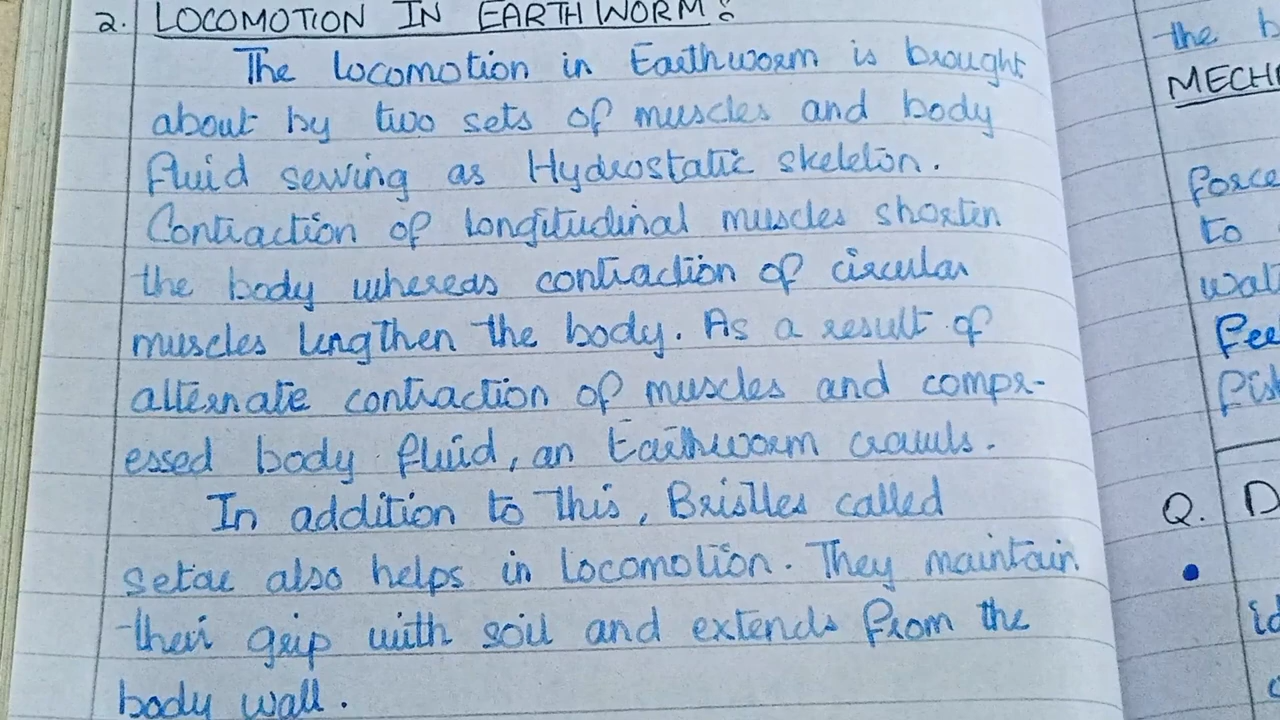 2. LOCOMOTION IN EARTHWORM:
The locomotion in Earthworm is brought
about by two sets of muscles and body
fluid serving as Hydrostatic skeleton.
Contraction of longitudinal muscles shorten
the body whereas contraction of circular
muscles lengthen the body. As a result of
alternate contraction of muscles and compr-
essed body fluid, an Earthworm crawls.
In addition to this, Bristles called
setae also helps in locomotion. They maintain
their grip with soil and extends from the
body wall.
the b
MECH
force
to
wal
fee
fis
Q. D